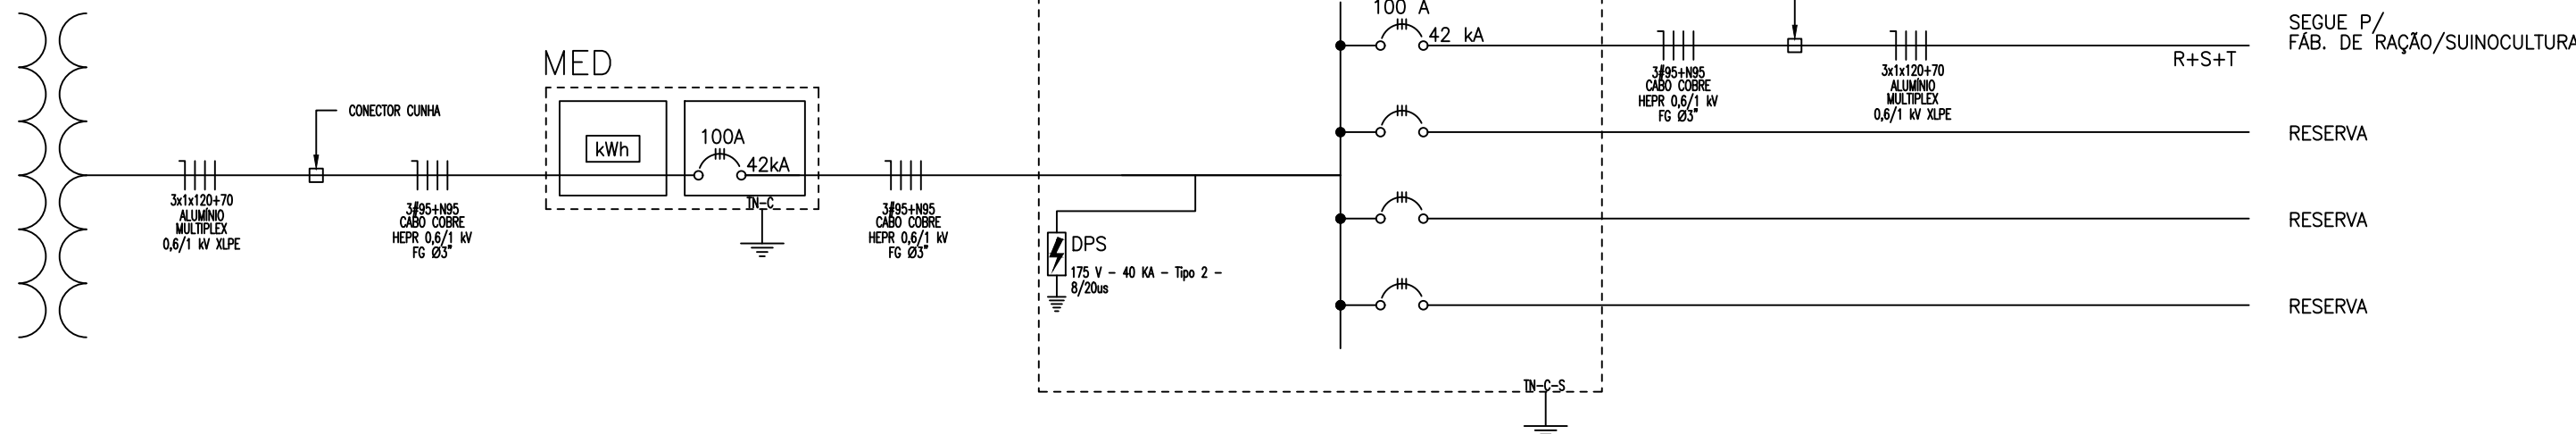 3x1x120+70
ALUMÍNIO
MULTIPLEX
0,6/1 kV XLPE
CONECTOR CUNHA
3#95+N95
CABO COBRE
HEPR 0,6/1 kV
FG Ø3"
MED
kWh
100A
42kA
TN-C
3#95+N95
CABO COBRE
HEPR 0,6/1 kV
FG Ø3"
DPS
175 V - 40 KA - Tipo 2 -
8/20us
100 A
42 kA
TN-C-S
3#95+N95
CABO COBRE
HEPR 0,6/1 kV
FG Ø3"
3x1x120+70
ALUMÍNIO
MULTIPLEX
0,6/1 kV XLPE
R+S+T
SEGUE P/
FÁB. DE RAÇÃO/SUINOCULTURA
RESERVA
RESERVA
RESERVA